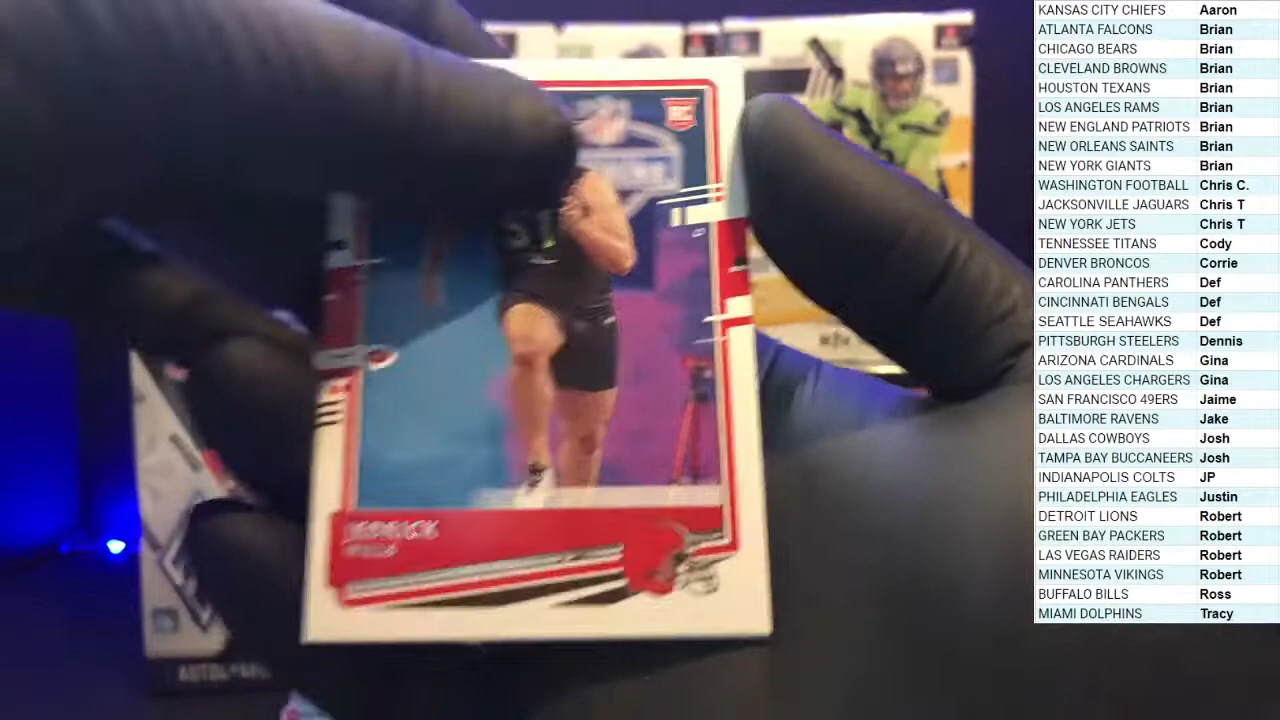 KANSAS CITY CHIEFS Aaron
ATLANTA FALCONS Brian
CHICAGO BEARS Brian
CLEVELAND BROWNS Brian
HOUSTON TEXANS Brian
LOS ANGELES RAMS Brian
NEW ENGLAND PATRIOTS Brian
NEW ORLEANS SAINTS Brian
NEW YORK GIANTS Brian
WASHINGTON FOOTBALL Chris C.
JACKSONVILLE JAGUARS Chris T
NEW YORK JETS Chris T
TENNESSEE TITANS Cody
DENVER BRONCOS Corrie
CAROLINA PANTHERS Def
CINCINNATI BENGALS Def
SEATTLE SEAHAWKS Def
PITTSBURGH STEELERS Dennis
ARIZONA CARDINALS Gina
LOS ANGELES CHARGERS Gina
SAN FRANCISCO 49ERS Jaime
BALTIMORE RAVENS Jake
DALLAS COWBOYS Josh
TAMPA BAY BUCCANEERS Josh
INDIANAPOLIS COLTS JP
PHILADELPHIA EAGLES Justin
DETROIT LIONS Robert
GREEN BAY PACKERS Robert
LAS VEGAS RAIDERS Robert
MINNESOTA VIKINGS Robert
BUFFALO BILLS Ross
MIAMI DOLPHINS Tracy
RC
NFL
JEDRICK
WILLS